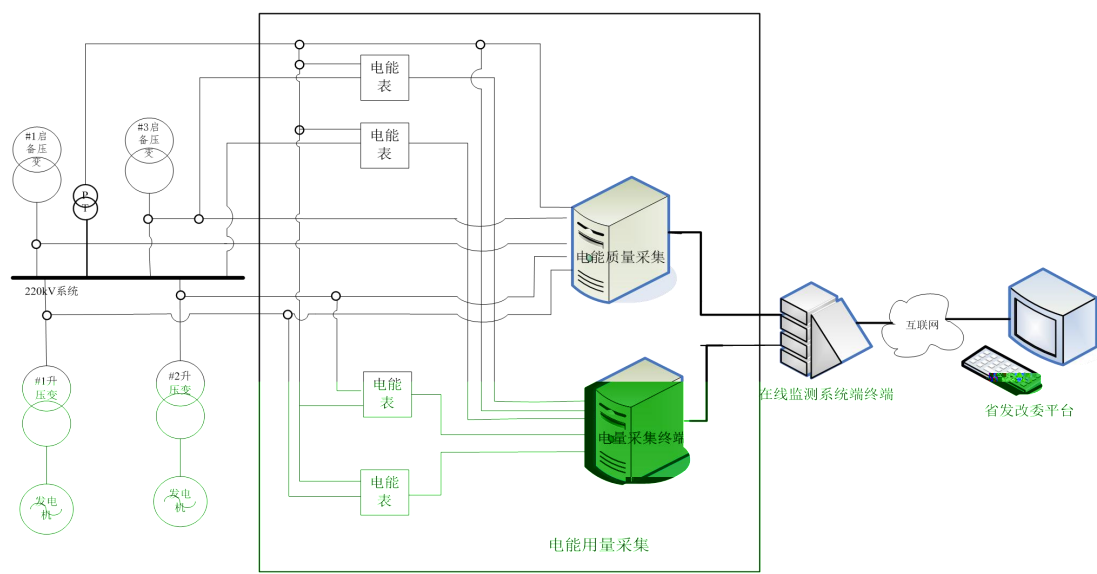 电能
表
电能
表
#1启
备压
变
#3启
备压
变
P
T
电能质量采集
220kV系统
互联网
#1升
压变
#2升
压变
电能
表
在线监测系统端终端
省发改委平台
电量采集终端
发电
机
发电
机
电能
表
电能用量采集